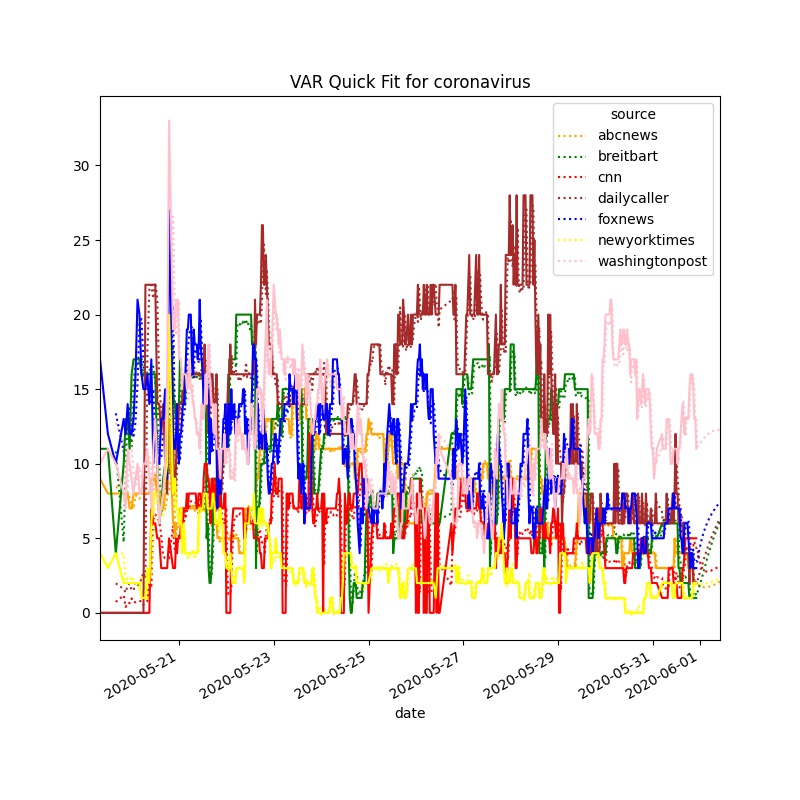 VAR Quick Fit for coronavirus
source
abcnews
breitbart
cnn
dailycaller
foxnews
newyorktimes
washingtonpost
30
25
20
15
10
5
0
2020-05-21
2020-05-23
2020-05-25
2020-05-27
2020-05-29
2020-05-31
2020-06-01
date